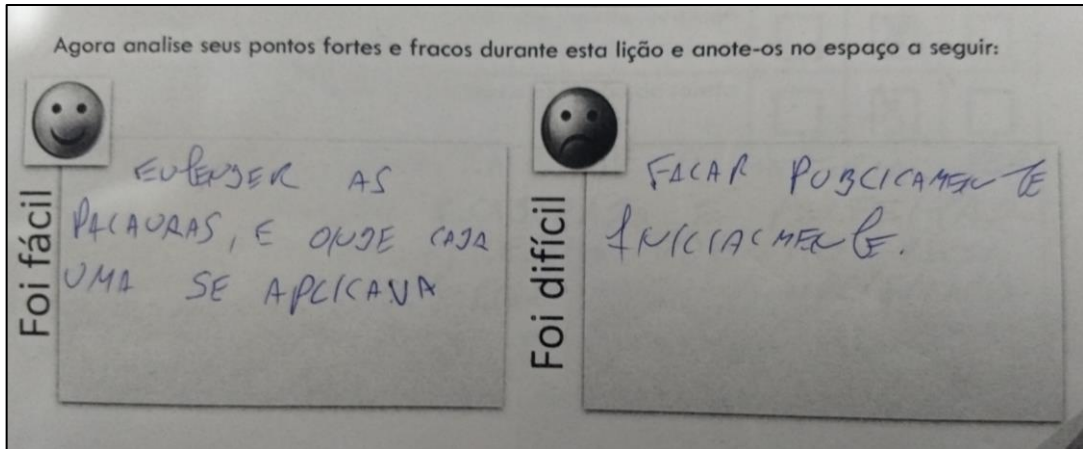 Agora analise seus pontos fortes e fracos durante esta lição e anote-os no espaço a seguir:
Foi fácil
ENTENDER AS
PALAVRAS, E ONDE CADA
UMA SE APLICAVA
Foi difícil
FALAR PUBLICAMENTE
INICIALMENTE.